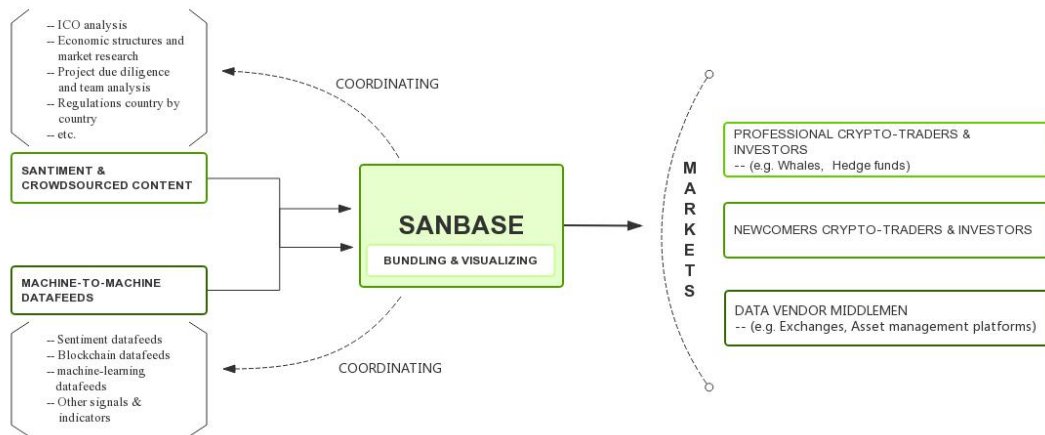 -- ICO analysis
-- Economic structures and
market research
-- Project due diligence
and team analysis
-- Regulations country by
country
-- etc.
SANTIMENT &
CROWDSOURCED CONTENT
MACHINE-TO-MACHINE
DATAFEEDS
-- Sentiment datafeeds
-- Blockchain datafeeds
-- machine-learning
datafeeds
-- Other signals &
indicators
COORDINATING
SANBASE
BUNDLING & VISUALIZING
COORDINATING
MARKETS
PROFESSIONAL CRYPTO-TRADERS &
INVESTORS
-- (e.g. Whales, Hedge funds)
NEWCOMERS CRYPTO-TRADERS & INVESTORS
DATA VENDOR MIDDLEMEN
-- (e.g. Exchanges, Asset management platforms)